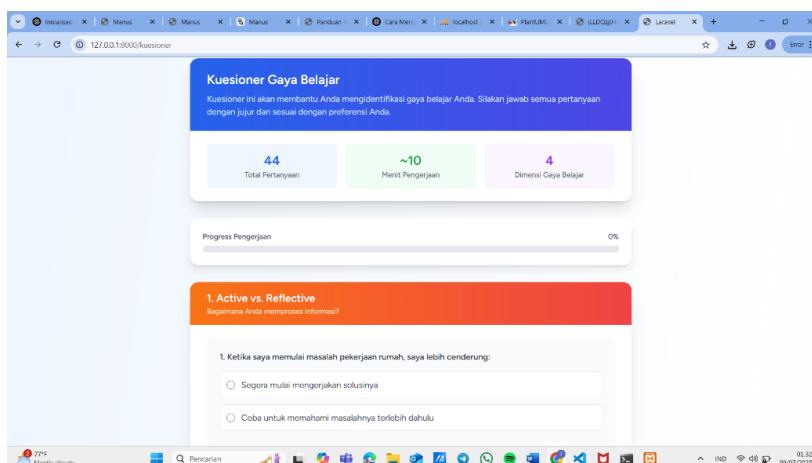 Manus
Manus
Manus
Panduan
Cara Menj
localhost /
PlantUML
Laravel
127.0.0.1:8000/kuesioner
Error
Kuesioner Gaya Belajar
Kuesioner ini akan membantu Anda mengidentifikasi gaya belajar Anda. Silakan jawab semua pertanyaan
dengan jujur dan sesuai dengan preferensi Anda.
44
~10
4
Total Pertanyaan
Menit Pengerjaan
Dimensi Gaya Belajar
Progress Pengerjaan
0%
1. Active vs. Reflective
Bagaimana Anda memproses informasi?
1. Ketika saya memulai masalah pekerjaan rumah, saya lebih cenderung:
Segera mulai mengerjakan solusinya
Coba untuk memahami masalahnya terlebih dahulu
77°F
Pencarian
IND